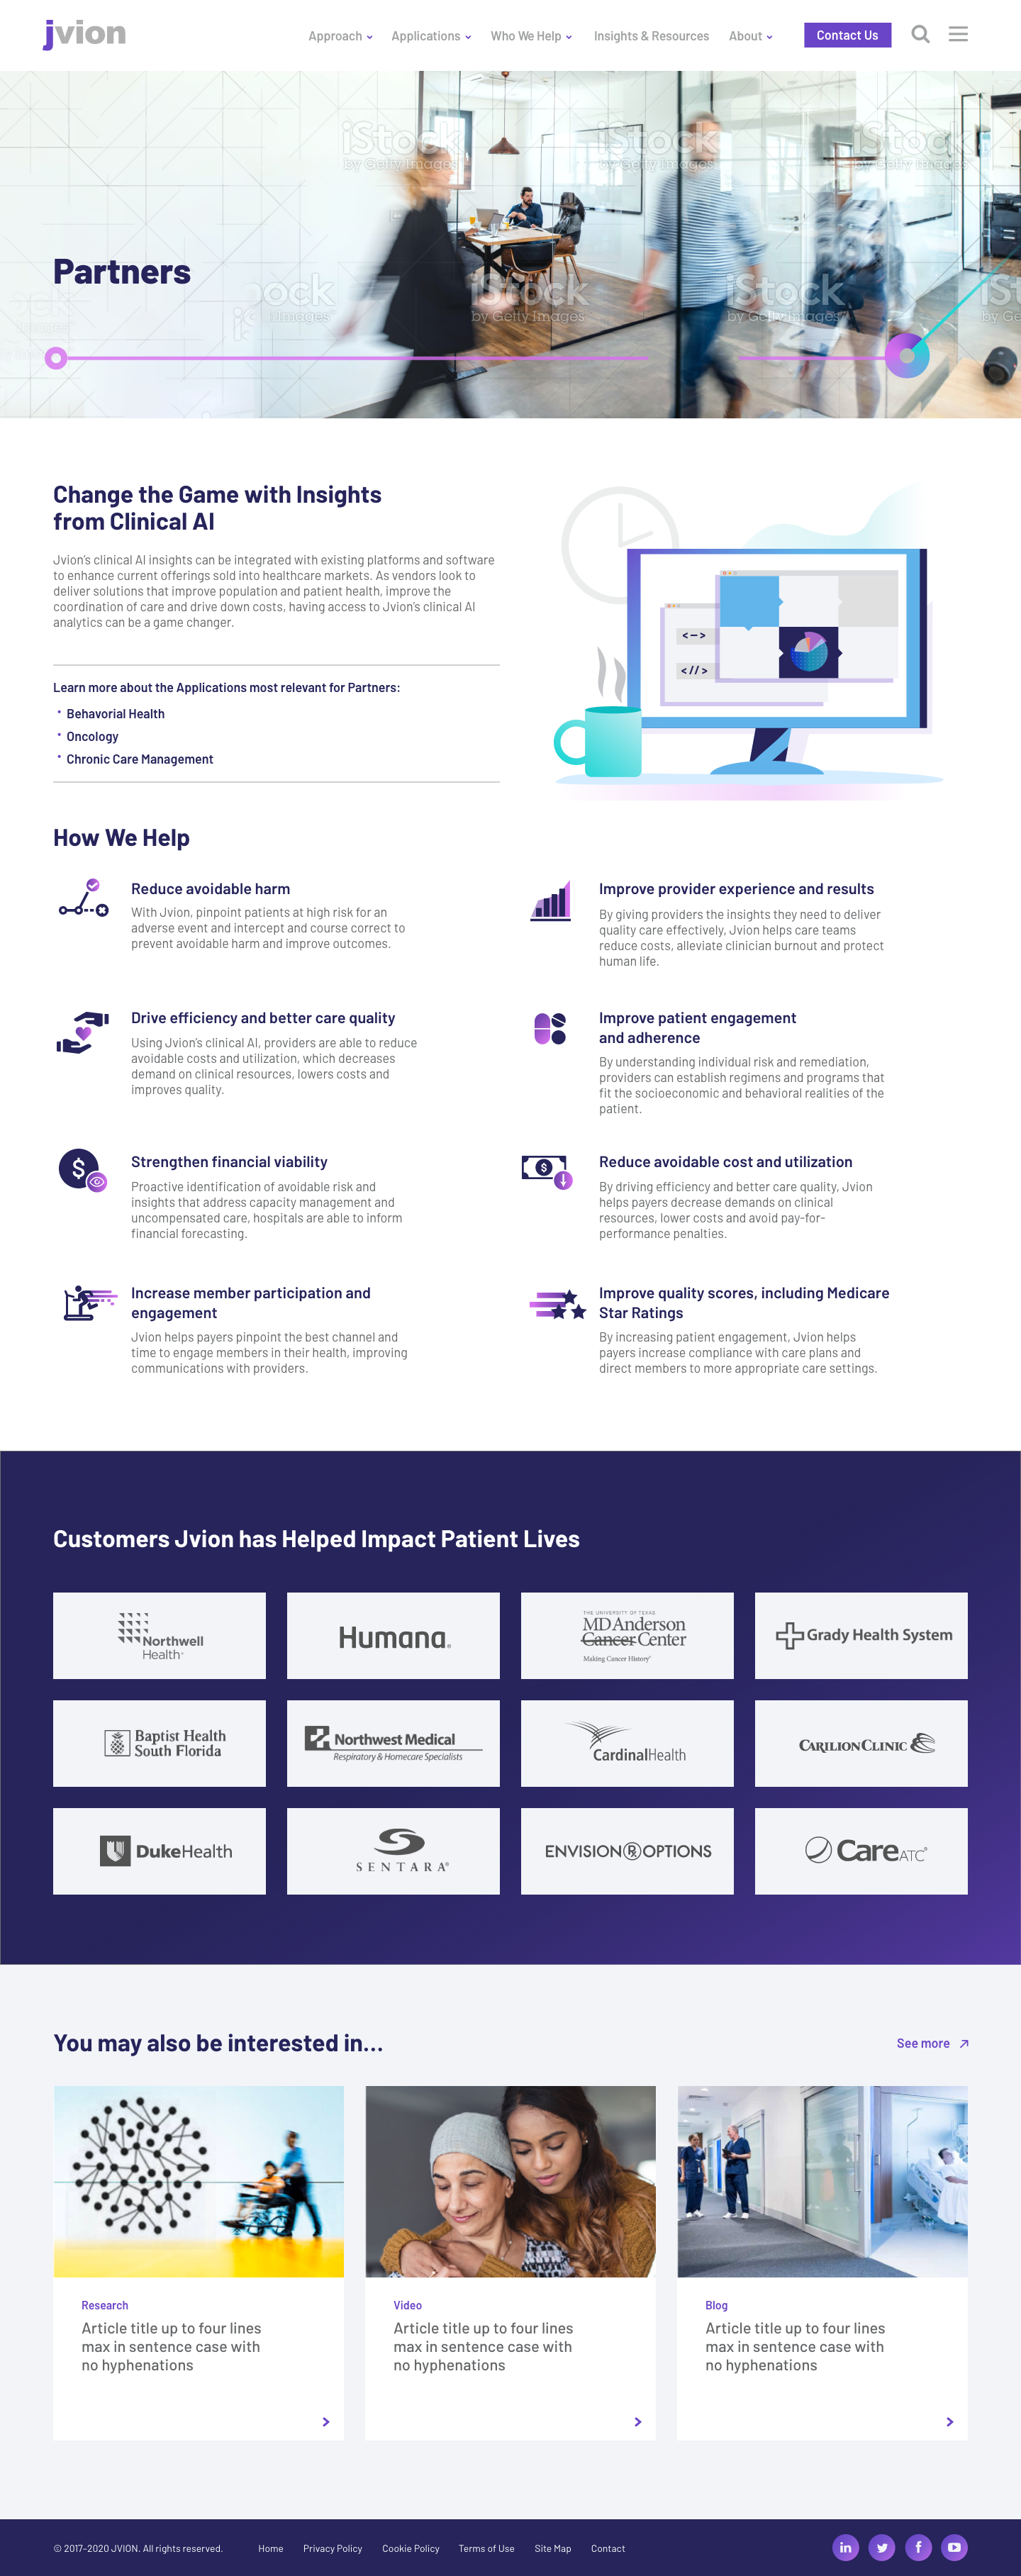 jvion
Approach
Applications
Who We Help
Insights & Resources
About
Contact Us
iStock
by Getty Images
iStock
by Getty Images
iStock
by Getty Images
Partners
iStock
by Getty Images
iStock
by Getty Images
Change the Game with Insights
from Clinical AI
Jvion's clinical AI insights can be integrated with existing platforms and software
to enhance current offerings sold into healthcare markets. As vendors look to
deliver solutions that improve population and patient health, improve the
coordination of care and drive down costs, having access to Jvion's clinical AI
analytics can be a game changer.
Learn more about the Applications most relevant for Partners:
* Behavorial Health
* Oncology
* Chronic Care Management
<->
<//>
How We Help
Reduce avoidable harm
With Jvion, pinpoint patients at high risk for an
adverse event and intercept and course correct to
prevent avoidable harm and improve outcomes.
Improve provider experience and results
By giving providers the insights they need to deliver
quality care effectively, Jvion helps care teams
reduce costs, alleviate clinician burnout and protect
human life.
Drive efficiency and better care quality
Using Jvion's clinical AI, providers are able to reduce
avoidable costs and utilization, which decreases
demand on clinical resources, lowers costs and
improves quality.
Improve patient engagement
and adherence
By understanding individual risk and remediation,
providers can establish regimens and programs that
fit the socioeconomic and behavioral realities of the
patient.
$
Strengthen financial viability
Proactive identification of avoidable risk and
insights that address capacity management and
uncompensated care, hospitals are able to inform
financial forecasting.
$
Reduce avoidable cost and utilization
By driving efficiency and better care quality, Jvion
helps payers decrease demands on clinical
resources, lower costs and avoid pay-for-
performance penalties.
Increase member participation and
engagement
Jvion helps payers pinpoint the best channel and
time to engage members in their health, improving
communications with providers.
Improve quality scores, including Medicare
Star Ratings
By increasing patient engagement, Jvion helps
payers increase compliance with care plans and
direct members to more appropriate care settings.
Customers Jvion has Helped Impact Patient Lives
Northwell
Health
Humana®
THE UNIVERSITY OF TEXAS
MD Anderson
Cancer Center
Making Cancer History®
Grady Health System
Baptist Health
South Florida
Northwest Medical
Respiratory & Homecare Specialists
CardinalHealth
CARILION CLINIC
DukeHealth
SENTARA®
ENVISION RX OPTIONS
CareATC®
You may also be interested in...
See more
Research
Article title up to four lines
max in sentence case with
no hyphenations
Video
Article title up to four lines
max in sentence case with
no hyphenations
Blog
Article title up to four lines
max in sentence case with
no hyphenations
© 2017-2020 JVION. All rights reserved.
Home
Privacy Policy
Cookie Policy
Terms of Use
Site Map
Contact
in
f